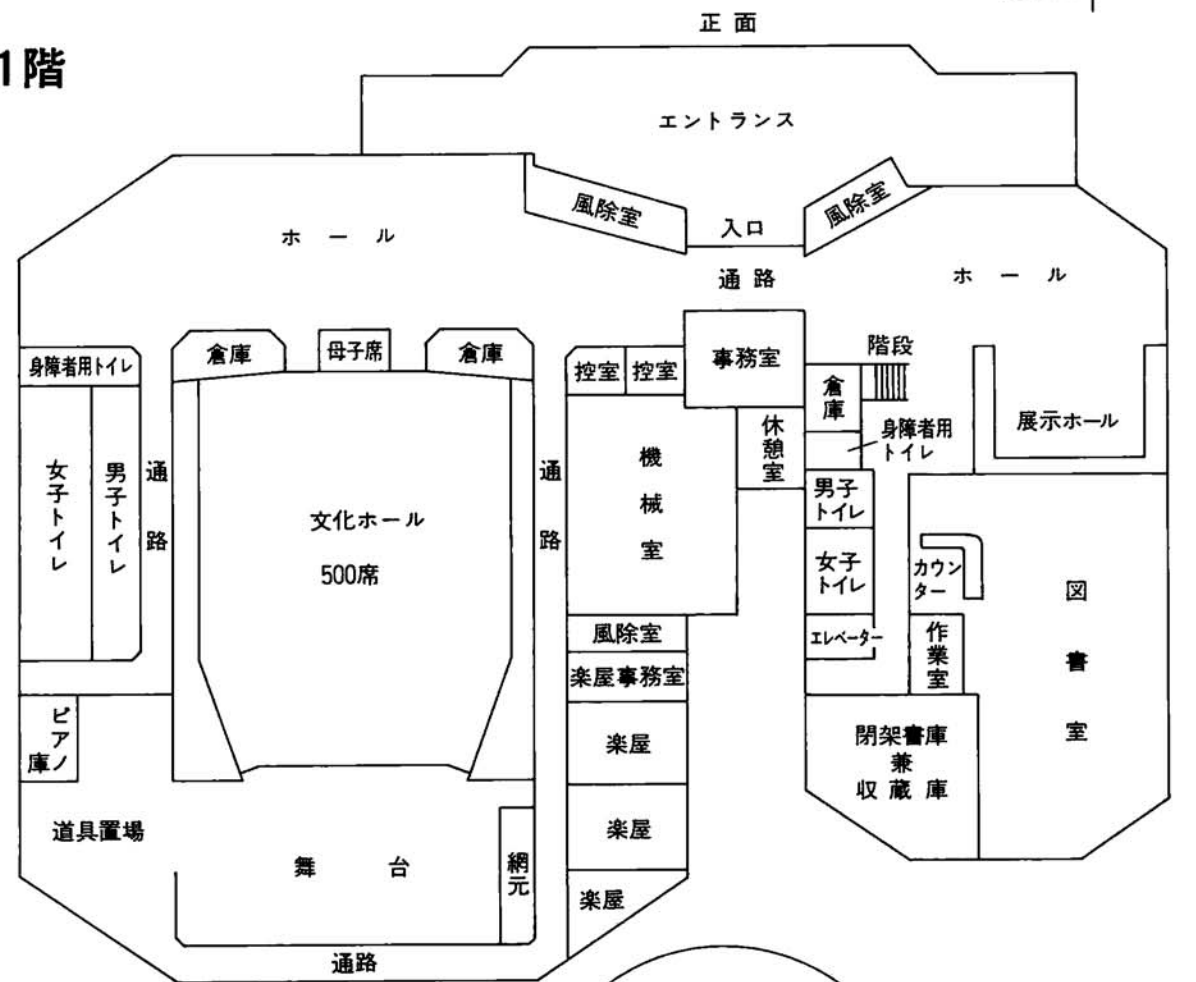 正面
1階
エントランス
風除室
風除室
入口
ホール
通路
ホール
身障者用トイレ
倉庫
母子席
倉庫
控室
控室
事務室
階段
倉庫
身障者用
トイレ
展示ホール
女子トイレ
男子トイレ
通路
文化ホール
500席
通路
機械室
休憩室
男子
トイレ
女子
トイレ
カウン
ター
図書室
風除室
エレベーター
作業室
楽屋事務室
ピアノ
庫
楽屋
閉架書庫
兼
収蔵庫
道具置場
舞台
網元
楽屋
楽屋
通路